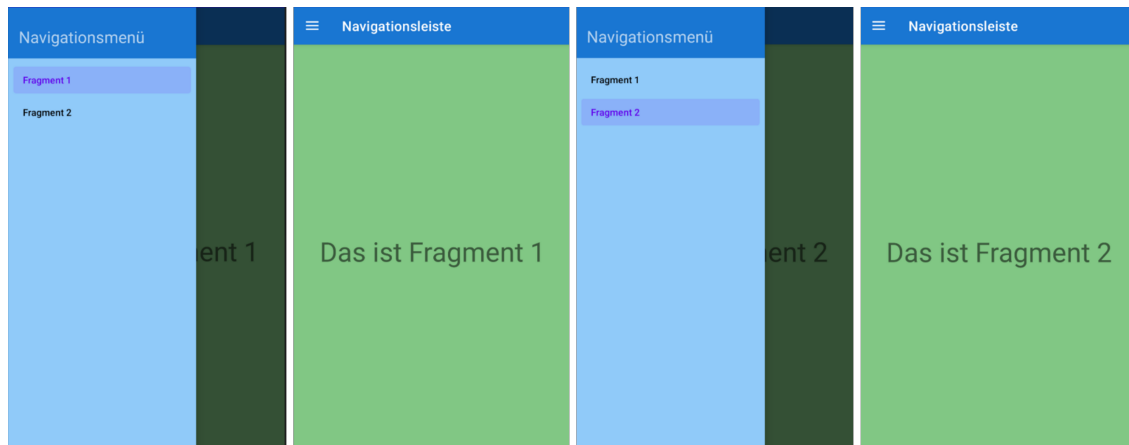 Navigationsmenü
Fragment 1
Fragment 2
ent 1
Navigationsleiste
Das ist Fragment 1
Navigationsmenü
Fragment 1
Fragment 2
ent 2
Navigationsleiste
Das ist Fragment 2